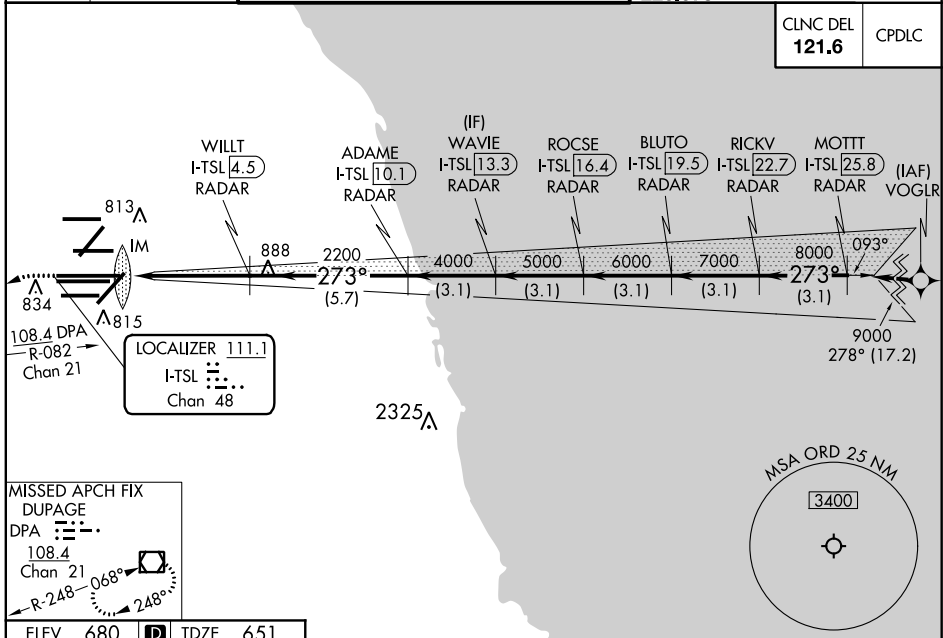 CLNC DEL
121.6
CPDLC
WILLT
I-TSL 4.5
RADAR
ADAME
I-TSL 10.1
RADAR
(IF)
WAVIE
I-TSL 13.3
RADAR
ROCSE
I-TSL 16.4
RADAR
BLUTO
I-TSL 19.5
RADAR
RICKV
I-TSL 22.7
RADAR
MOTTT
I-TSL 25.8
RADAR
(IAF)
VOGLR
813
IM
888
2200
4000
5000
6000
7000
8000
093°
273°
273°
(5.7)
(3.1)
(3.1)
(3.1)
(3.1)
(3.1)
834
815
9000
278° (17.2)
108.4 DPA
R-082
Chan 21
LOCALIZER 111.1
I-TSL
Chan 48
2325
MSA ORD 25 NM
3400
MISSED APCH FIX
DUPAGE
DPA
108.4
Chan 21
R-248
068°
248°
ELEV 680
D
TDZE 651